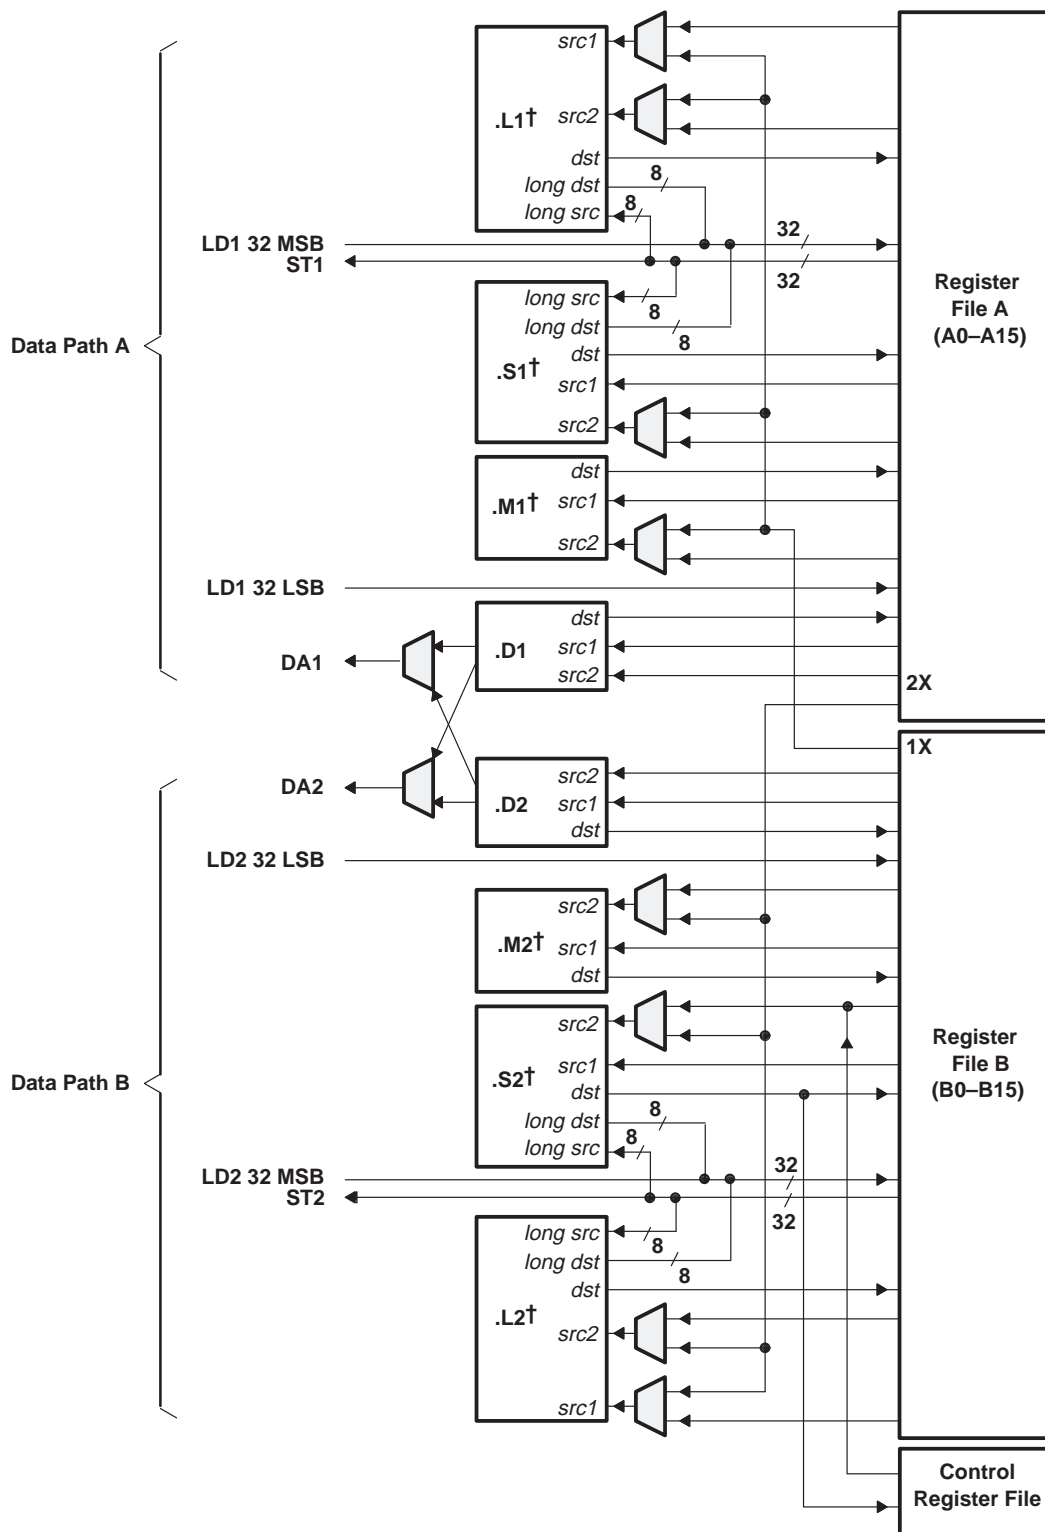 src1
.L1†
src2
dst
8
long dst
8
long src
LD1 32 MSB
32
ST1
32
Register
File A
(A0–A15)
long src
8
long dst
8
Data Path A
dst
.S1†
src1
src2
dst
.M1†
src1
src2
LD1 32 LSB
dst
.D1
src1
DA1
src2
2X
1X
DA2
src2
.D2
src1
dst
LD2 32 LSB
src2
.M2†
src1
dst
src2
Register
File B
(B0–B15)
src1
.S2†
Data Path B
dst
8
long dst
8
long src
LD2 32 MSB
32
ST2
32
long src
8
long dst
8
dst
.L2†
src2
src1
Control
Register File